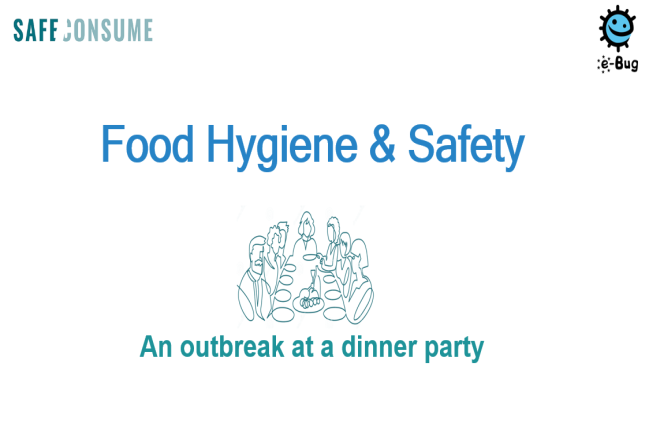 SAFECONSUME
e-Bug
Food Hygiene & Safety
An outbreak at a dinner party